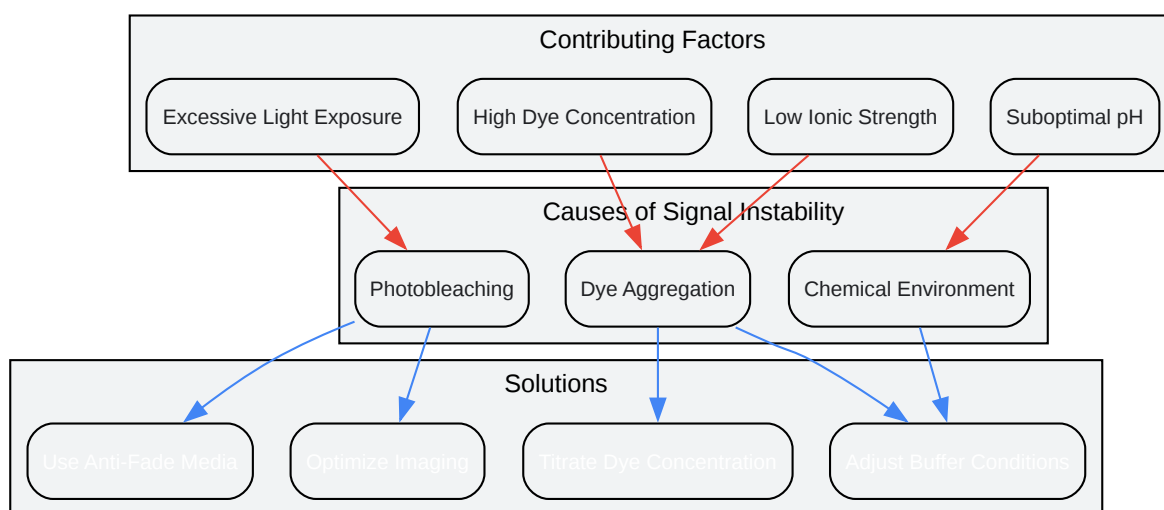 Contributing Factors
Excessive Light Exposure
High Dye Concentration
Low Ionic Strength
Suboptimal pH
Causes of Signal Instability
Photobleaching
Dye Aggregation
Chemical Environment
Solutions
Use Anti-Fade Media
Optimize Imaging
Titrate Dye Concentration
Adjust Buffer Conditions